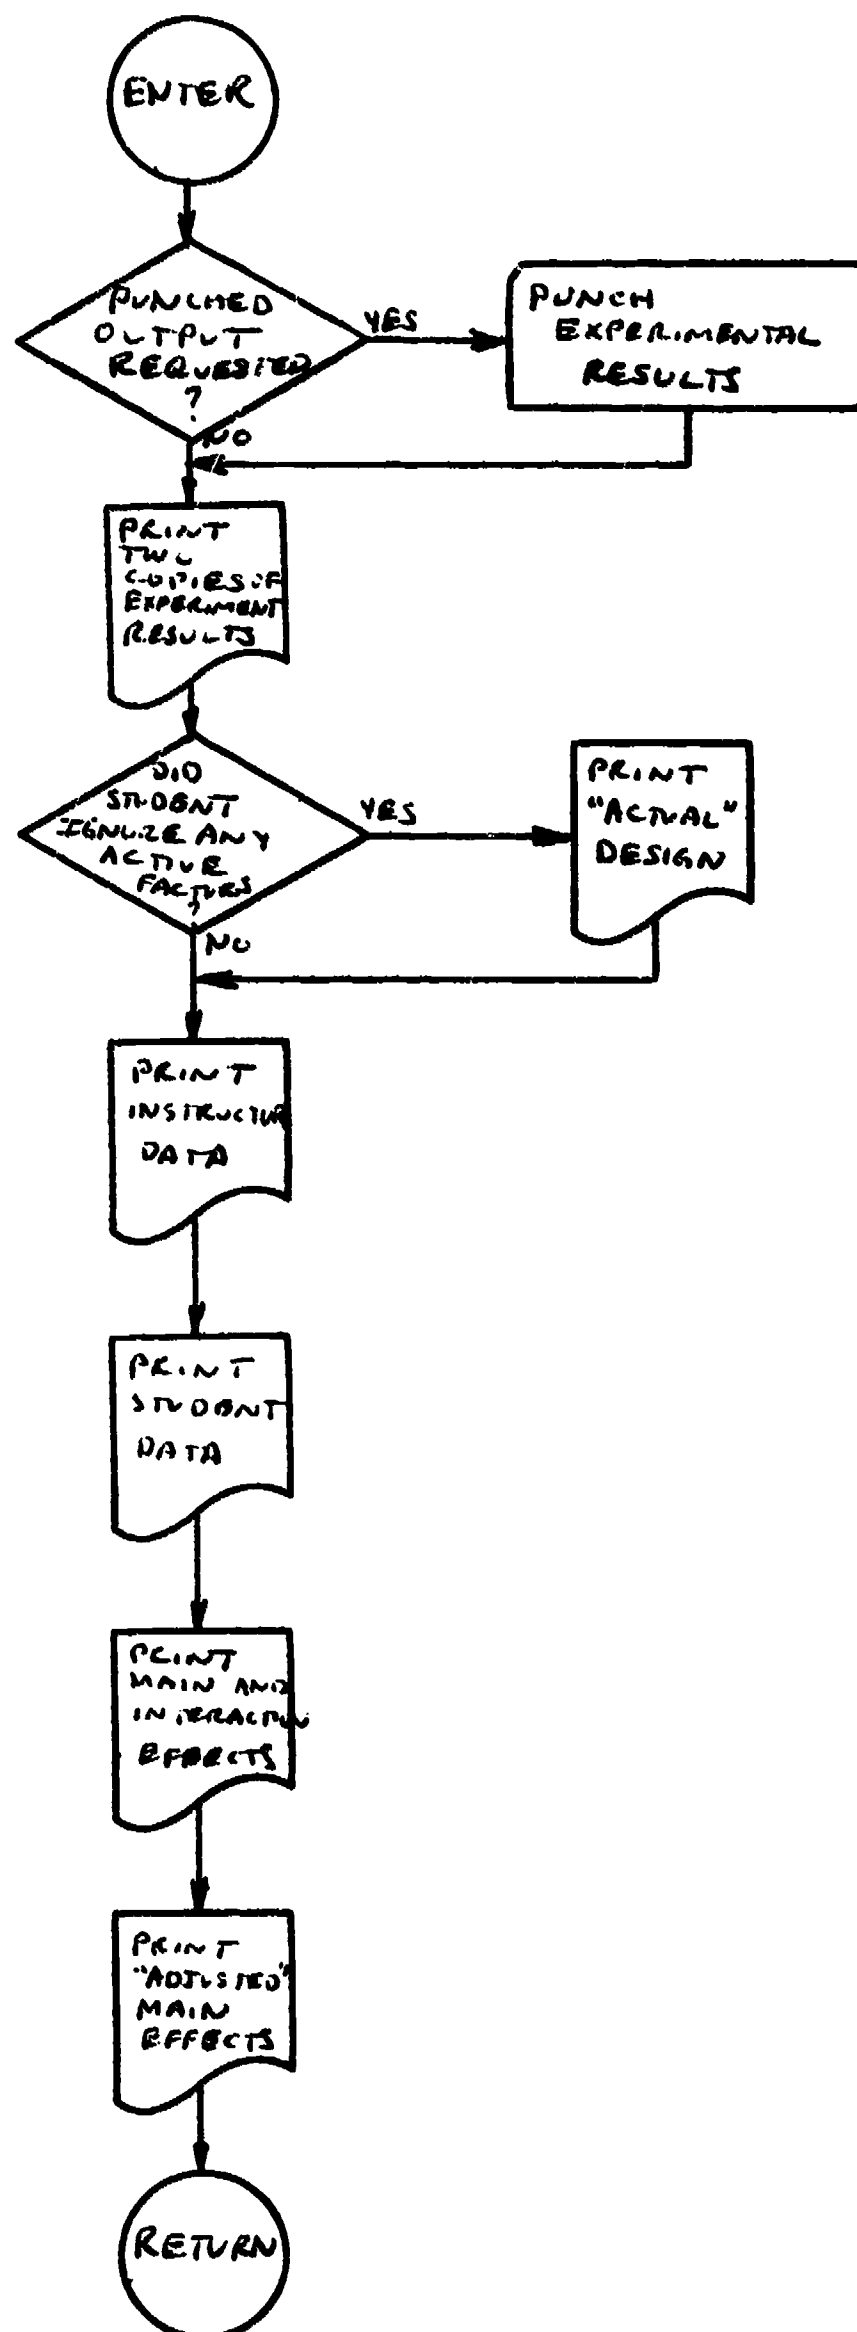 ENTER
PUNCHED
OUTPUT
REQUESTED
?
YES
PUNCH
EXPERIMENTAL
RESULTS
NO
PRINT
TWO
COPIES OF
EXPERIMENT
RESULTS
DID
STUDENT
IGNORE ANY
ACTIVE
FACTORS
?
YES
PRINT
"ACTUAL"
DESIGN
NO
PRINT
INSTRUCTOR
DATA
PRINT
STUDENT
DATA
PRINT
MAIN AND
INTERACTION
EFFECTS
PRINT
"ADJUSTED"
MAIN
EFFECTS
RETURN